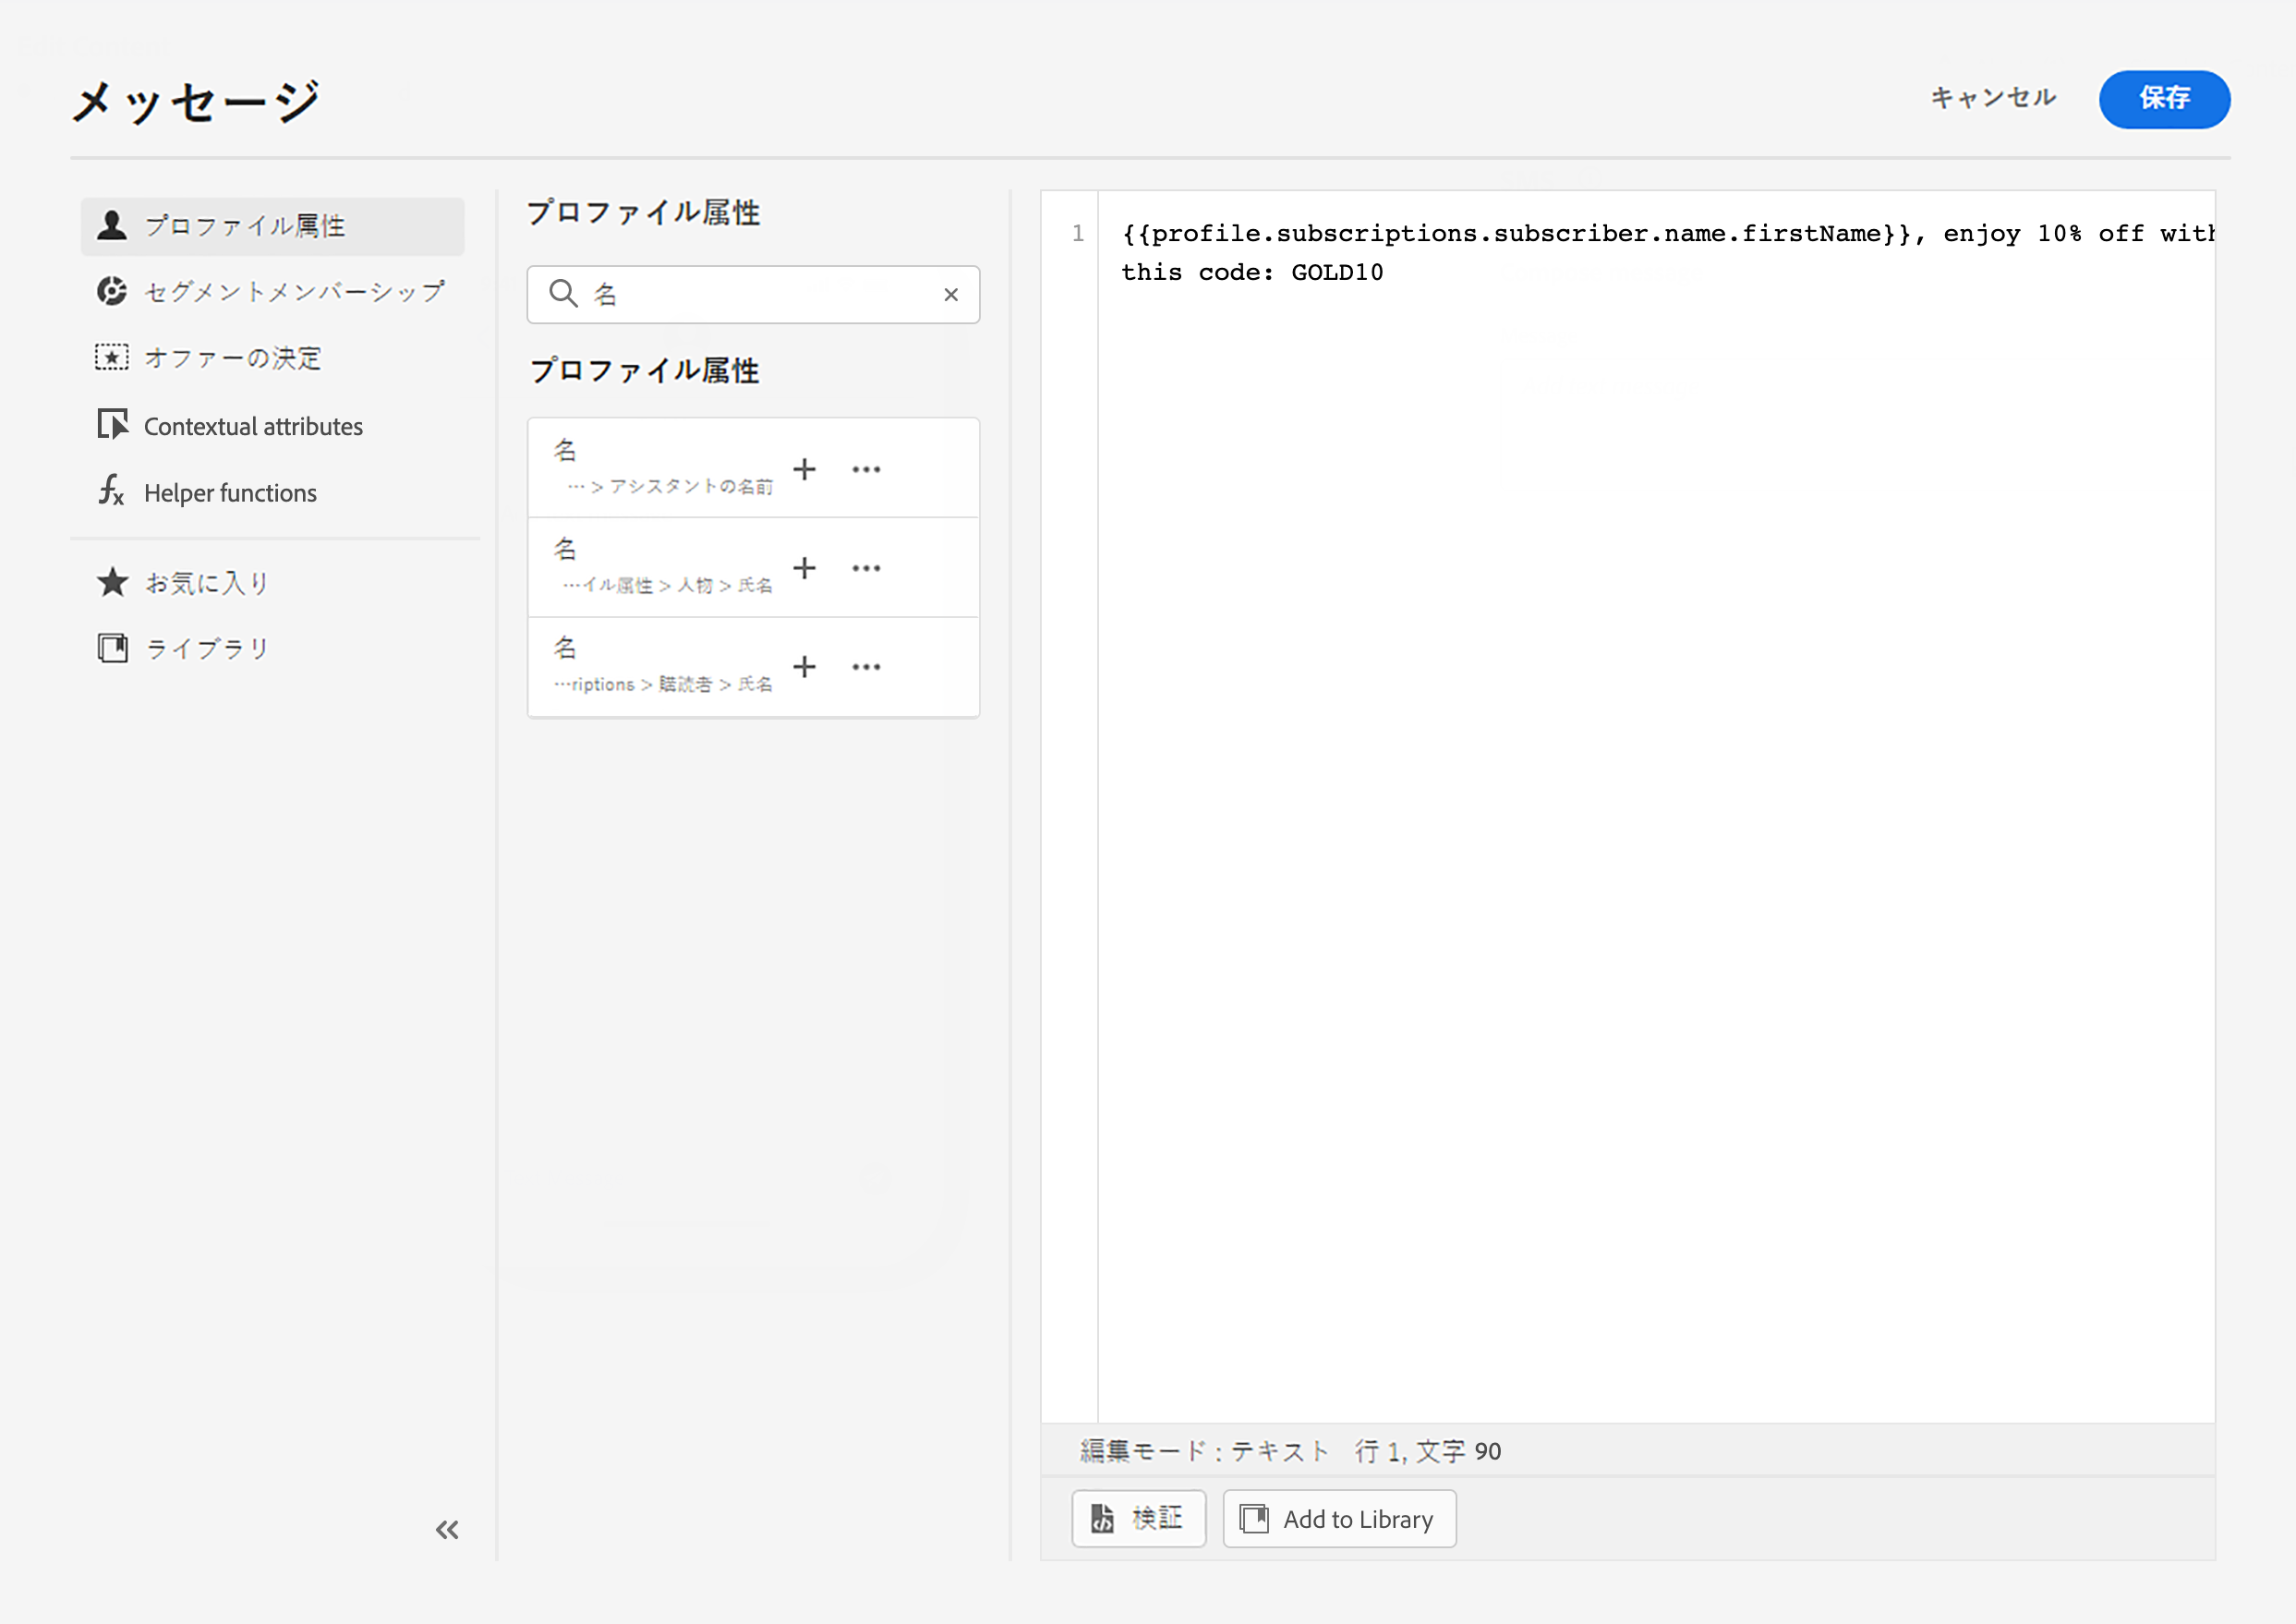 メッセージ
キャンセル
保存
プロファイル属性
セグメントメンバーシップ
オファーの決定
Contextual attributes
Helper functions
お気に入り
ライブラリ
プロファイル属性
名
プロファイル属性
名
… > アシスタントの名前
名
…イル属性 > 人物 > 氏名
名
…riptions > 購読者 > 氏名
1
{{profile.subscriptions.subscriber.name.firstName}}, enjoy 10% off with
this code: GOLD10
編集モード : テキスト 行 1, 文字 90
検証
Add to Library